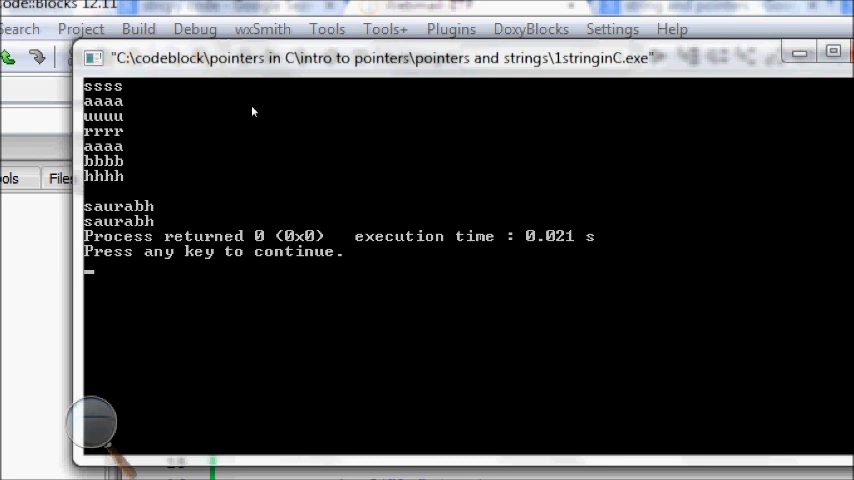 Code::Blocks 12.11
Search Project Build Debug wxSmith Tools Tools+ Plugins DoxyBlocks Settings Help
"C:\codeblock\pointers in C\intro to pointers\pointers and strings\1stringinC.exe"
ssss
aaaa
uuuu
rrrr
aaaa
bbbb
hhhh
ools Files
saurabh
saurabh
Process returned 0 (0x0) execution time : 0.021 s
Press any key to continue.